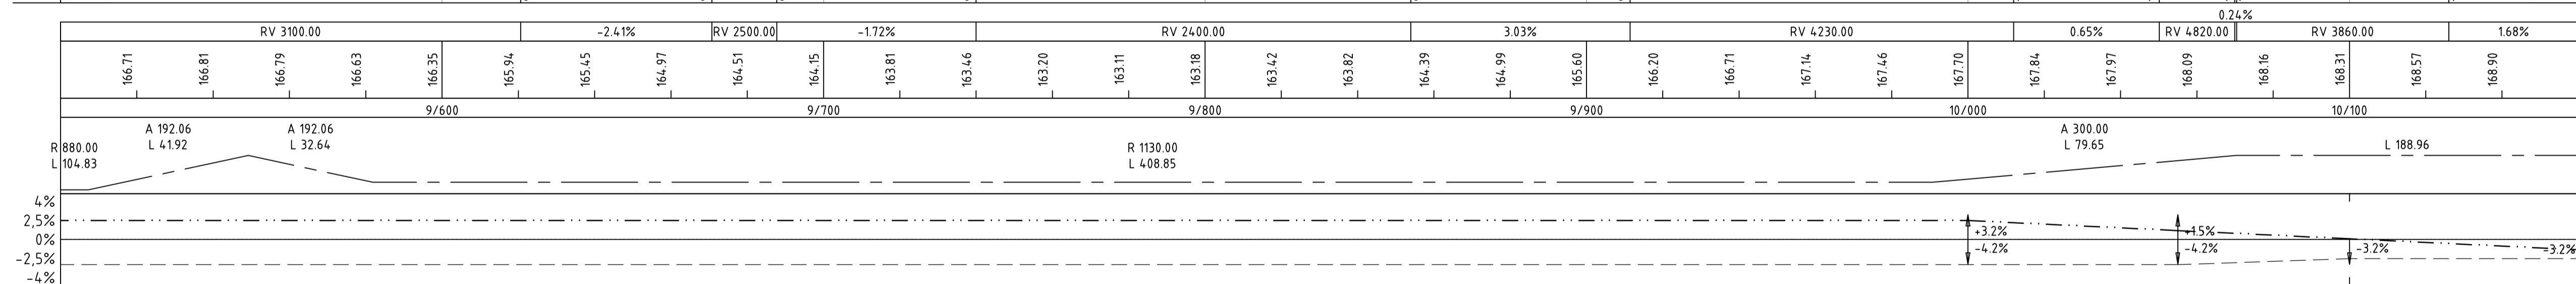 0.24%
RV 3100.00 -2.41% RV 2500.00 -1.72% RV 2400.00 3.03% RV 4230.00 0.65% RV 4820.00 RV 3860.00 1.68%
166.71 166.81 166.79 166.63 166.35 165.94 165.45 164.97 164.51 164.15 163.81 163.46 163.20 163.11 163.18 163.42 163.82 164.39 164.99 165.60 166.20 166.71 167.14 167.46 167.70 167.84 167.97 168.09 168.16 168.31 168.57 168.90
9/600 9/700 9/800 9/900 10/000 10/100
A 192.06 A 192.06 A 300.00
L 41.92 L 32.64 L 79.65 L 188.96
R 880.00 R 1130.00
L 104.83 L 408.85
4%
2,5%
+3.2% +1.5%
0%
-4.2% -4.2% -3.2% -3.2%
-2,5%
-4%